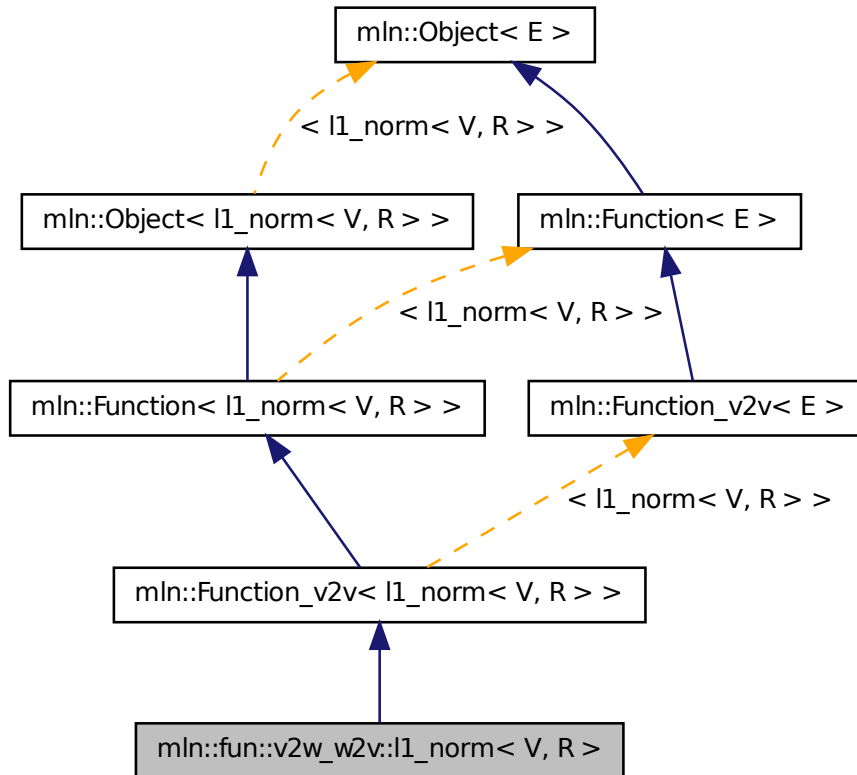 mln::Object< E >
< l1_norm< V, R > >
mln::Object< l1_norm< V, R > >
mln::Function< E >
< l1_norm< V, R > >
mln::Function< l1_norm< V, R > >
mln::Function_v2v< E >
< l1_norm< V, R > >
mln::Function_v2v< l1_norm< V, R > >
mln::fun::v2w_w2v::l1_norm< V, R >